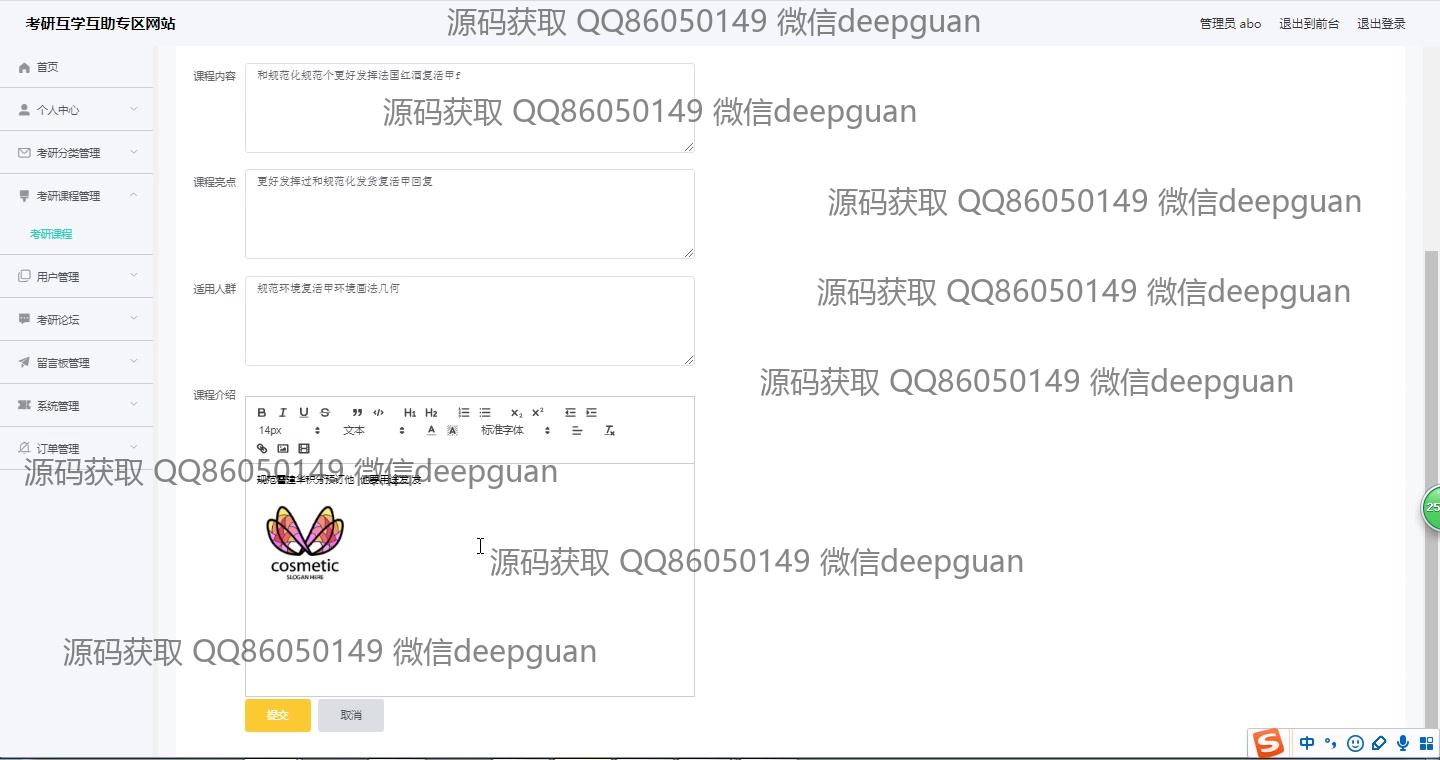 考研互学互助专区网站
源码获取 QQ86050149 微信deepguan
管理员 abo
退出到前台
退出登录
首页
个人中心
考研分类管理
考研课程管理
考研课程
用户管理
考研论坛
留言板管理
系统管理
订单管理
课程内容
和规范化规范个更好发挥法国红酒复活甲f
源码获取 QQ86050149 微信deepguan
课程亮点
更好发挥过和规范化发货复活甲回复
源码获取 QQ86050149 微信deepguan
适用人群
规范环境复活甲环境画法几何
源码获取 QQ86050149 微信deepguan
源码获取 QQ86050149 微信deepguan
课程介绍
B I U S H1 H2 X2 X2
14px 文本 A A 标准字体 Tx
源码获取 QQ86050149 微信deepguan
cosmetic
SLOGAN HERE
源码获取 QQ86050149 微信deepguan
源码获取 QQ86050149 微信deepguan
提交
取消
25
S 中